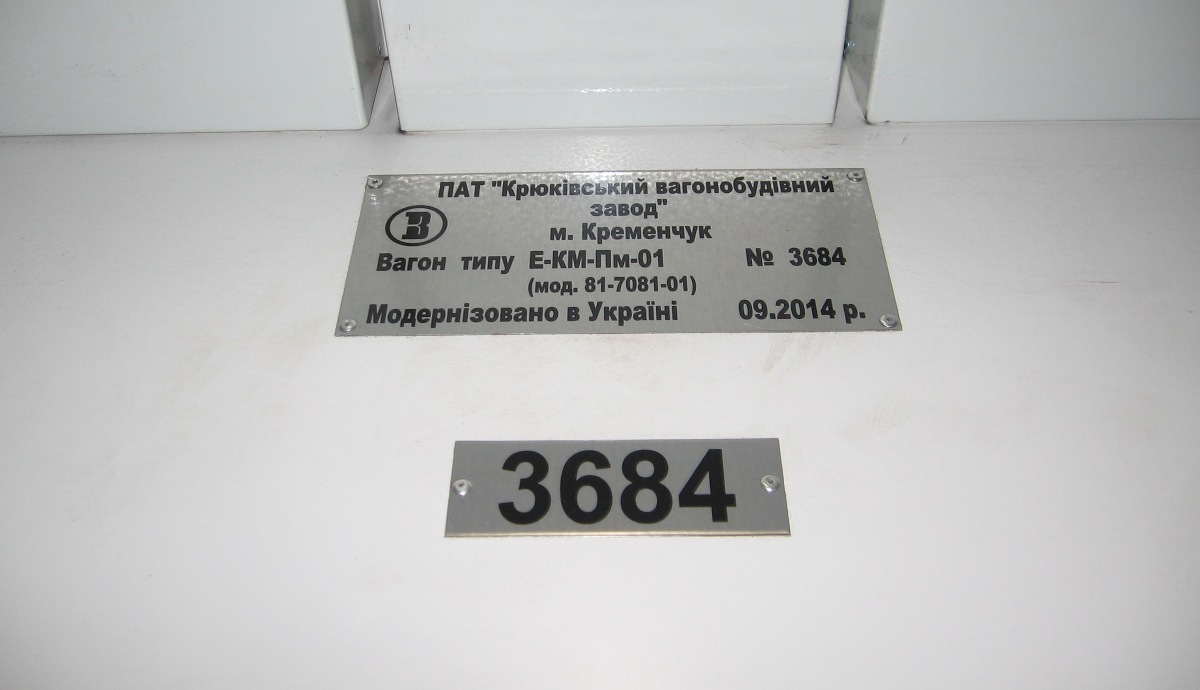 ПАТ "Крюківський вагонобудівний
завод"
В
м. Кременчук
Вагон типу Е-КМ-Пм-01 № 3684
(мод. 81-7081-01)
Модернізовано в Україні 09.2014 р.
3684